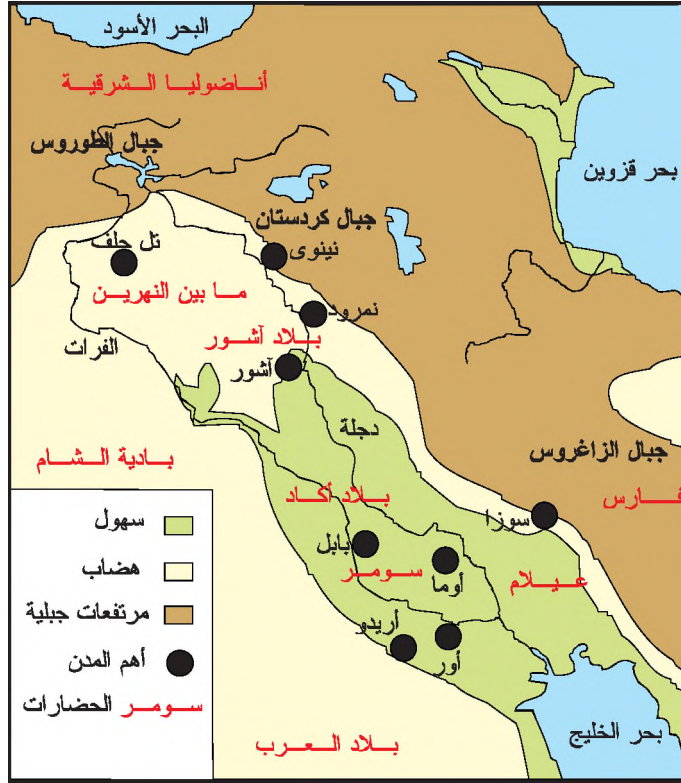 البحر الأسود
أناضوليا الشرقية
جبال الطوروس
بحر قزوين
جبال كردستان
تل حلف
نينوى
ما بين النهرين
نمرود
بلاد آشور
الفرات
آشور
دجلة
جبال الزاغروس
بادية الشام
بلاد أكاد
فارس
سوزا
بابل
سومر
أوما
عيلام
أريدو
أور
بحر الخليج
بلاد العرب
سهول
هضاب
مرتفعات جبلية
أهم المدن
سومر الحضارات